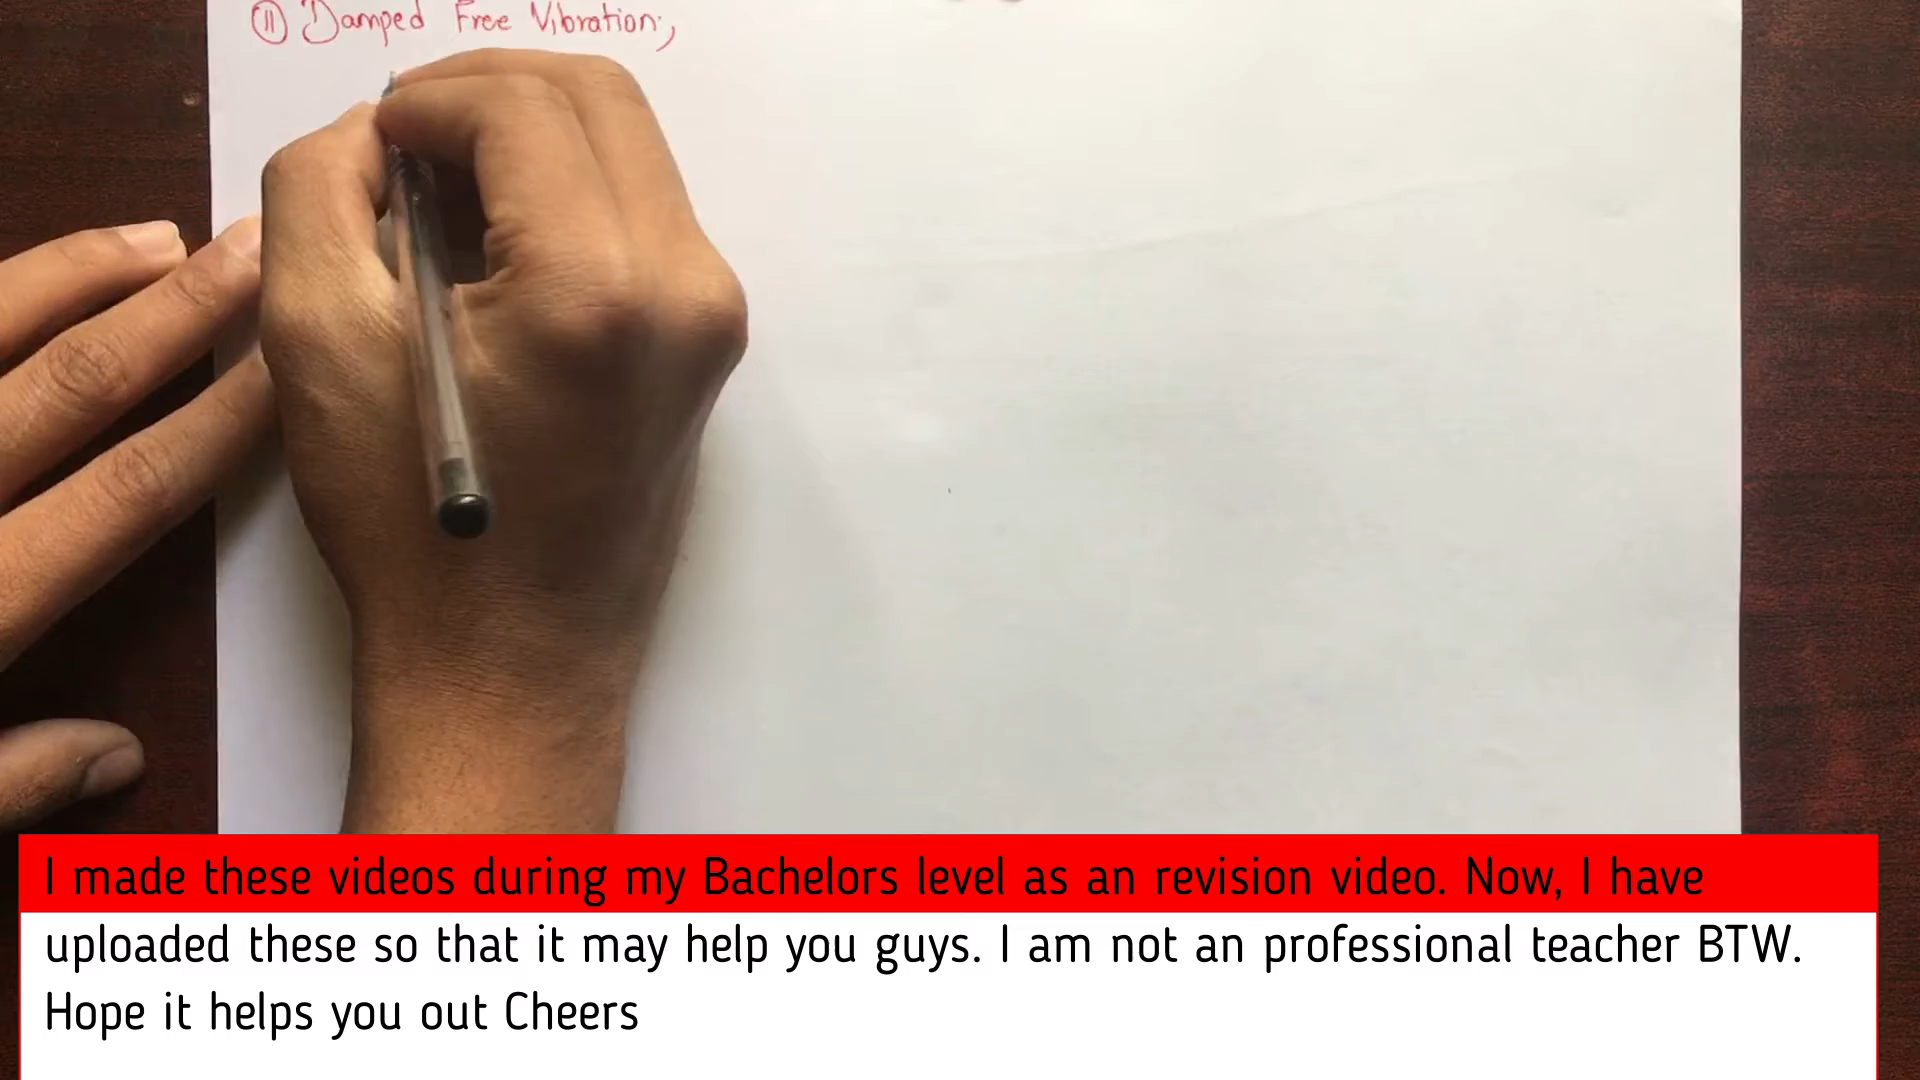 ⑪ Damped Free Vibration;
I made these videos during my Bachelors level as an revision video. Now, I have
uploaded these so that it may help you guys. I am not an professional teacher BTW.
Hope it helps you out Cheers